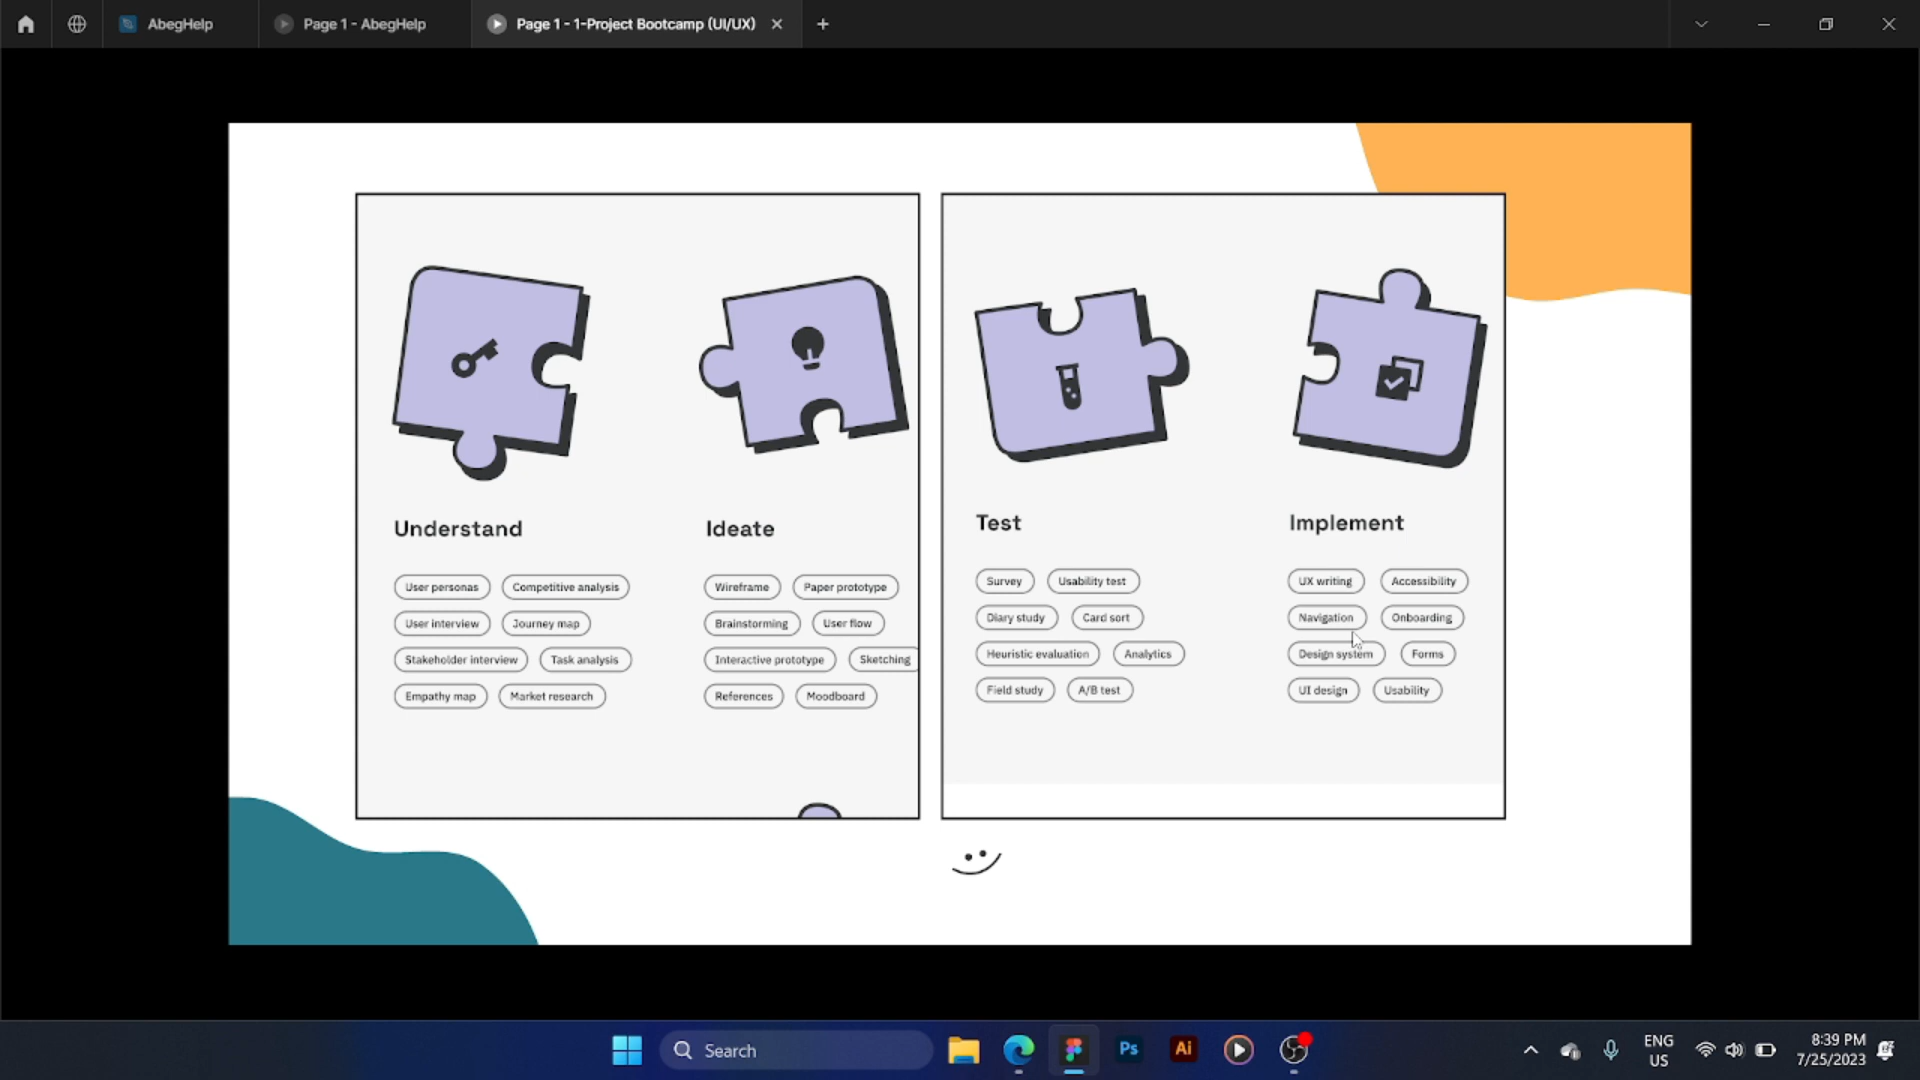 AbegHelp
Page 1 - AbegHelp
Page 1 - 1-Project Bootcamp (UI/UX)
Understand
User personas
Competitive analysis
User interview
Journey map
Stakeholder interview
Task analysis
Empathy map
Market research
Ideate
Wireframe
Paper prototype
Brainstorming
User flow
Interactive prototype
Sketching
References
Moodboard
Test
Survey
Usability test
Diary study
Card sort
Heuristic evaluation
Analytics
Field study
A/B test
Implement
UX writing
Accessibility
Navigation
Onboarding
Design system
Forms
UI design
Usability
Search
Ps
Ai
ENG
US
8:39 PM
7/25/2023